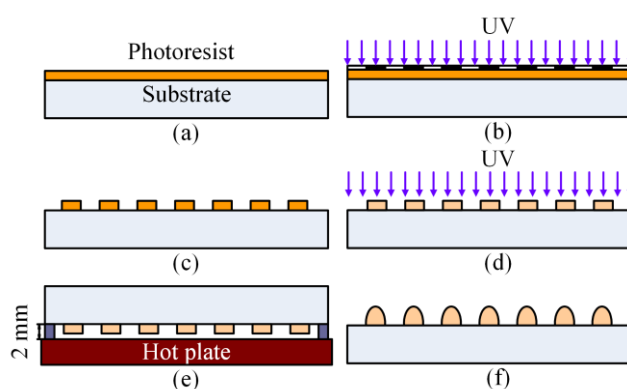 Photoresist
Substrate
(a)
UV
(b)
(c)
UV
(d)
2 mm
Hot plate
(e)
(f)